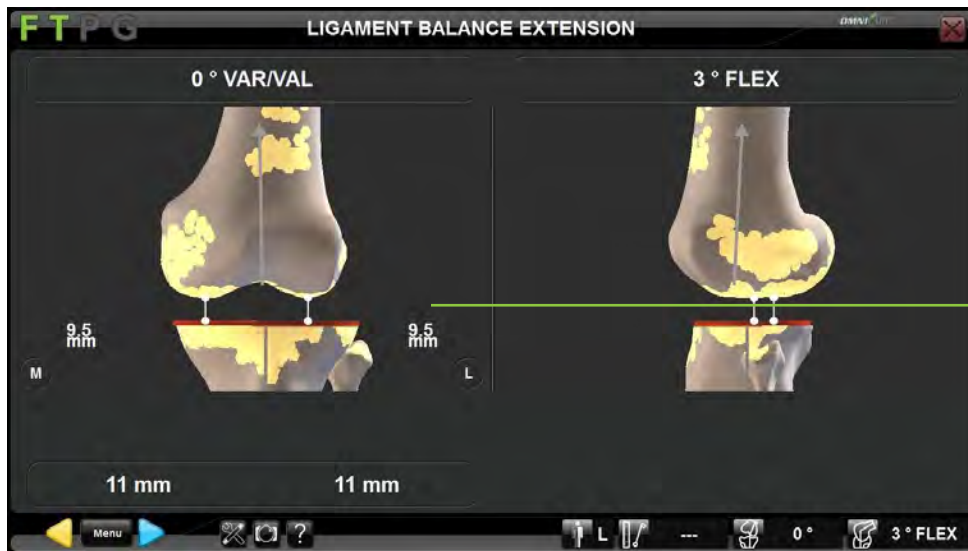 F T P G
LIGAMENT BALANCE EXTENSION
0 ° VAR/VAL
3 ° FLEX
9.5
mm
9.5
mm
M
L
11 mm
11 mm
Menu
?
L
---
0 °
3 ° FLEX